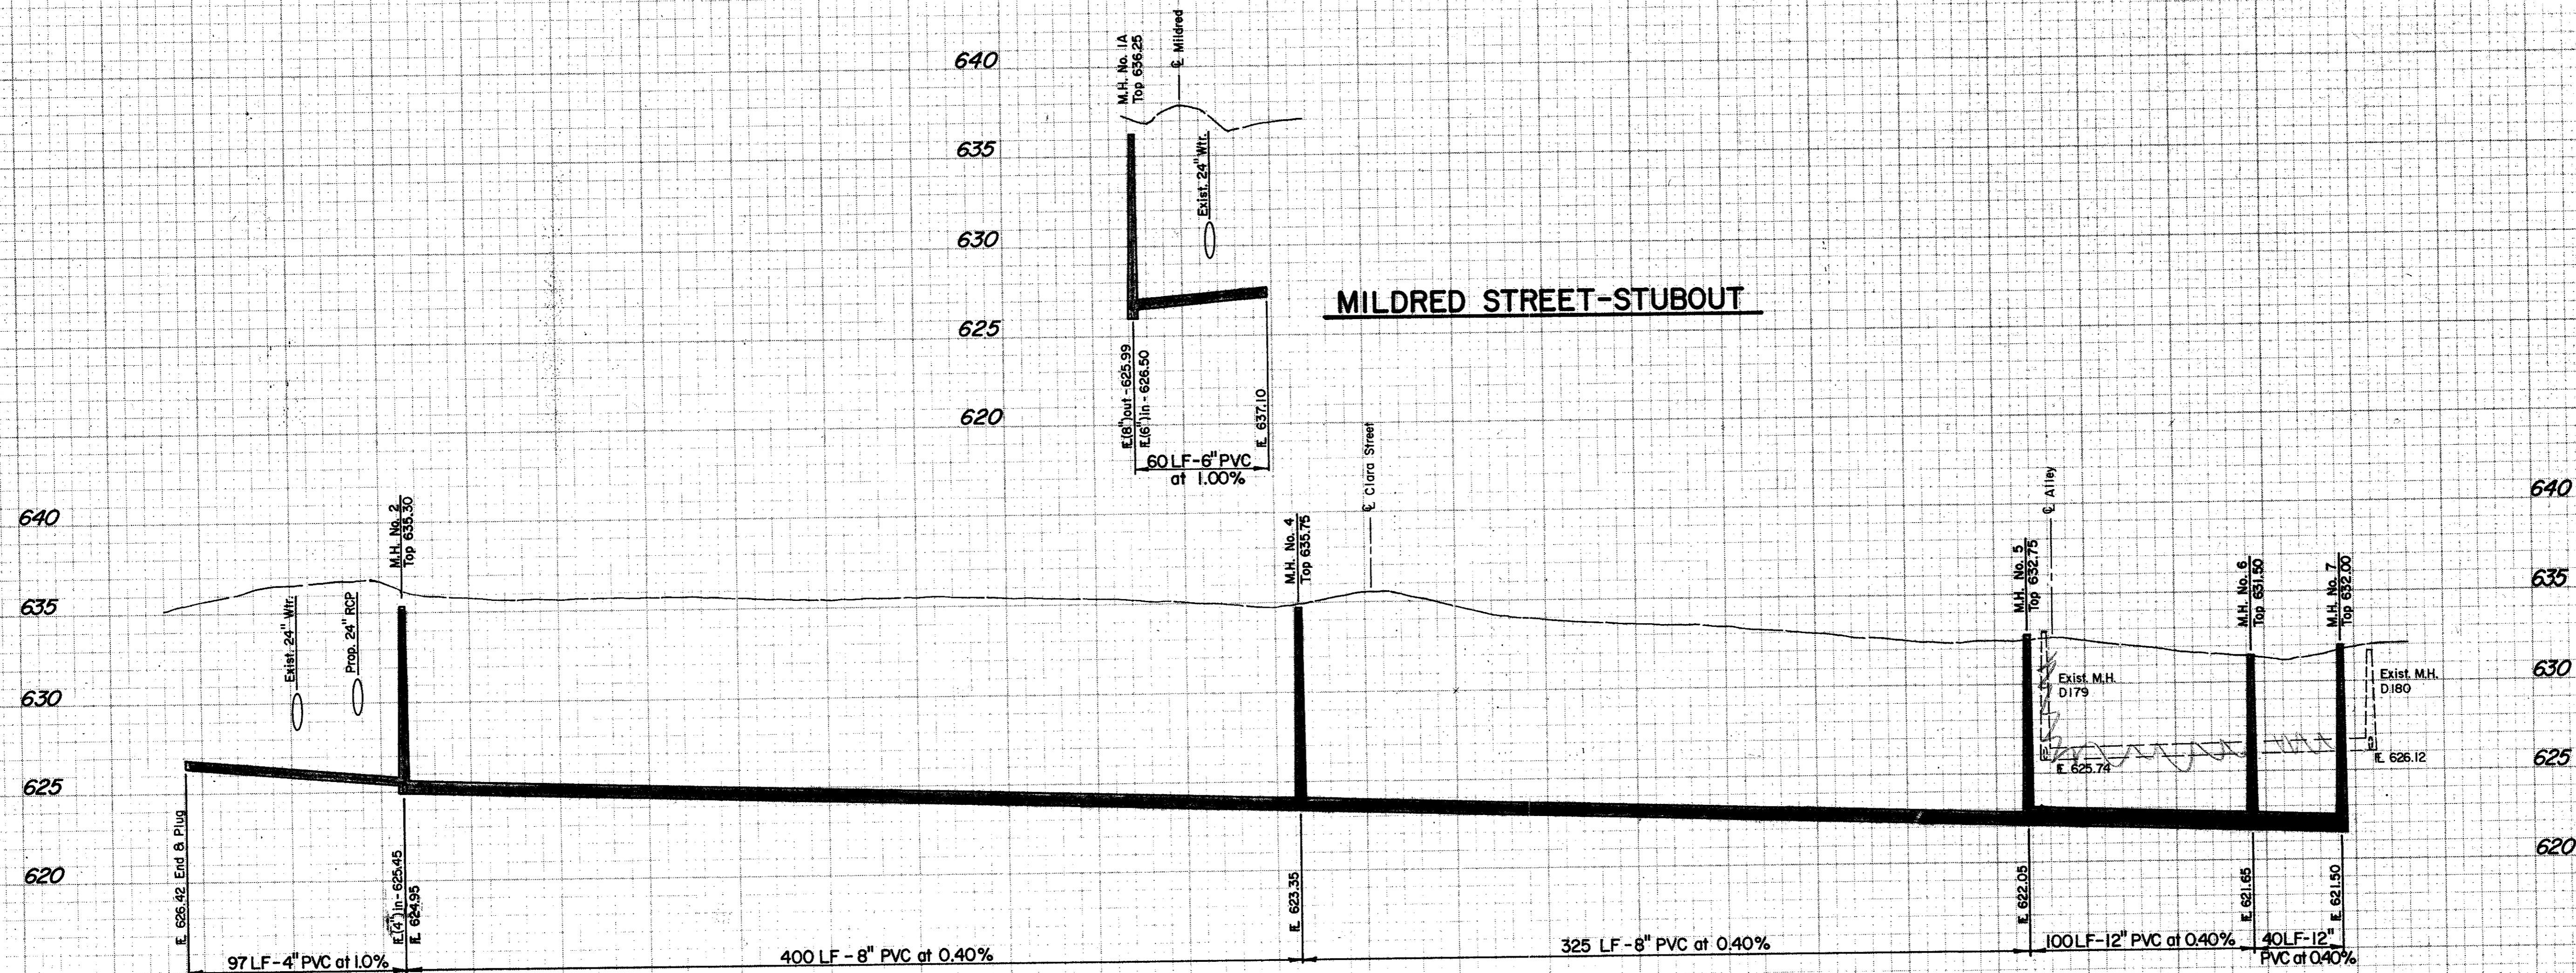 640
635
630
625
620
M.H. No. 1A
Top 636.25
℄ Mildred
Exist. 24" Wtr.
MILDRED STREET-STUBOUT
IE(8")out-625.99
IE(6")in-626.50
IE 637.10
60 LF-6" PVC
at 1.00%
640
635
630
625
620
Exist. 24" Wtr.
Prop. 24" RCP
M.H. No. 2
Top 635.30
M.H. No. 4
Top 635.75
℄ Clara Street
M.H. No. 5
Top 632.75
℄ Alley
Exist. M.H.
D179
IE 625.74
M.H. No. 6
Top 631.50
M.H. No. 7
Top 632.00
Exist. M.H.
D180
IE 626.12
640
635
630
625
620
IE 626.42 End & Plug
IE(4")in-625.45
IE 624.95
IE 623.35
IE 622.05
IE 621.65
IE 621.50
97 LF-4" PVC at 1.0%
400 LF - 8" PVC at 0.40%
325 LF-8" PVC at 0.40%
100LF-12" PVC at 0.40%
40LF-12"
PVC at 0.40%